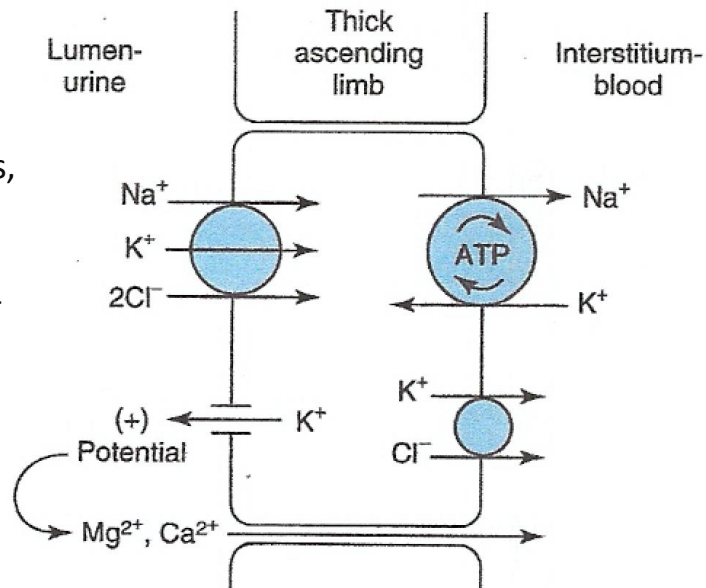 Lumen-
urine
Thick
ascending
limb
Interstitium-
blood
s,
Na⁺
K⁺
2Cl⁻
ATP
Na⁺
K⁺
K⁺
Cl⁻
(+)
K⁺
Potential
Mg²⁺, Ca²⁺